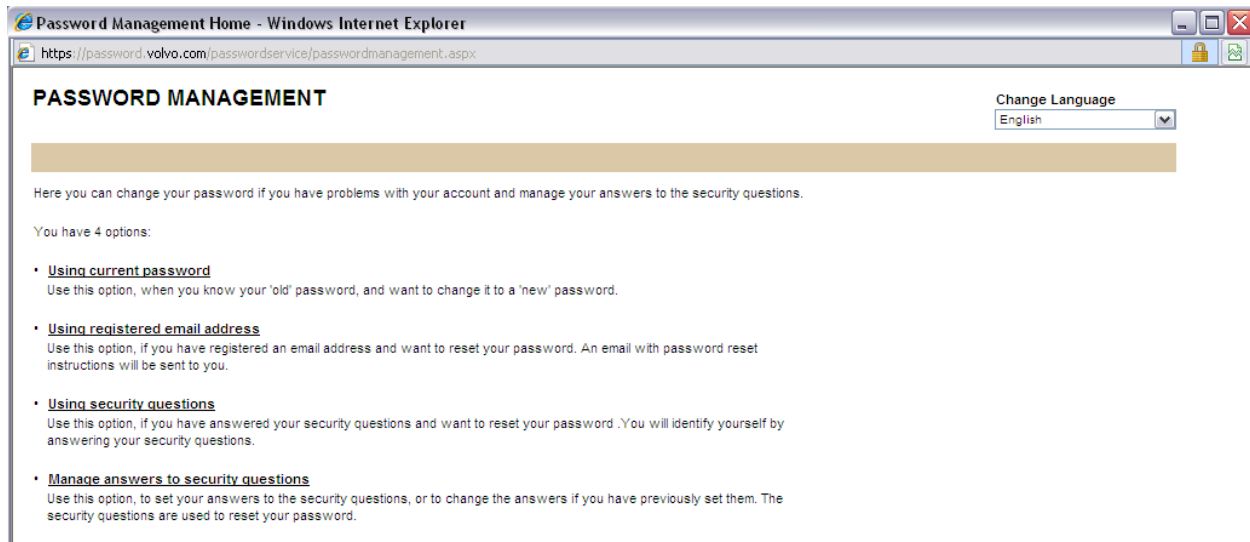 Password Management Home - Windows Internet Explorer
https://password.volvo.com/passwordservice/passwordmanagement.aspx
PASSWORD MANAGEMENT
Change Language
English
Here you can change your password if you have problems with your account and manage your answers to the security questions.
You have 4 options:
• Using current password
Use this option, when you know your 'old' password, and want to change it to a 'new' password.
• Using registered email address
Use this option, if you have registered an email address and want to reset your password. An email with password reset
instructions will be sent to you.
• Using security questions
Use this option, if you have answered your security questions and want to reset your password .You will identify yourself by
answering your security questions.
• Manage answers to security questions
Use this option, to set your answers to the security questions, or to change the answers if you have previously set them. The
security questions are used to reset your password.